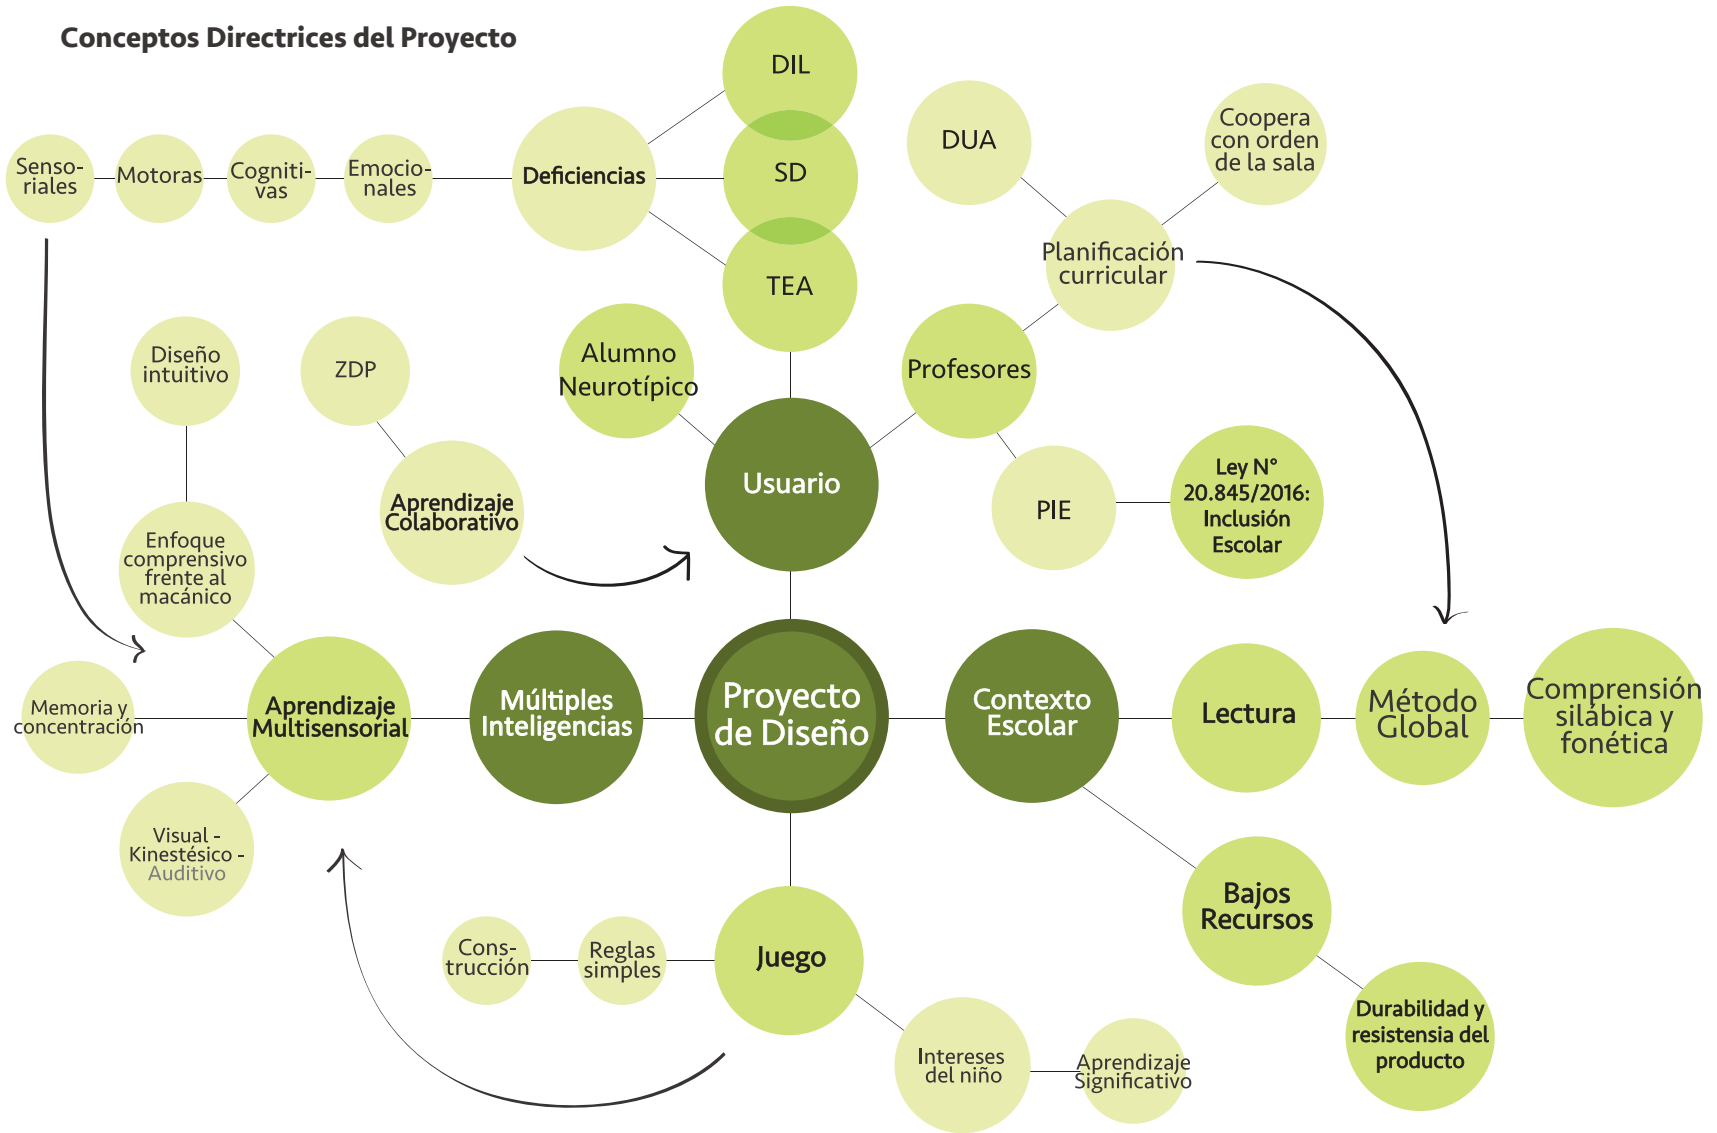 Conceptos Directrices del Proyecto
DIL
SD
TEA
Deficiencias
Emocio-
nales
Cogniti-
vas
Motoras
Senso-
riales
DUA
Coopera
con orden
de la sala
Planificación
curricular
Profesores
Alumno
Neurotípico
Usuario
PIE
Ley N°
20.845/2016:
Inclusión
Escolar
Diseño
intuitivo
ZDP
Aprendizaje
Colaborativo
Enfoque
comprensivo
frente al
macánico
Memoria y
concentración
Aprendizaje
Multisensorial
Múltiples
Inteligencias
Proyecto
de Diseño
Contexto
Escolar
Lectura
Método
Global
Comprensión
silábica y
fonética
Visual -
Kinestésico -
Auditivo
Bajos
Recursos
Durabilidad y
resistensia del
producto
Juego
Reglas
simples
Cons-
trucción
Intereses
del niño
Aprendizaje
Significativo